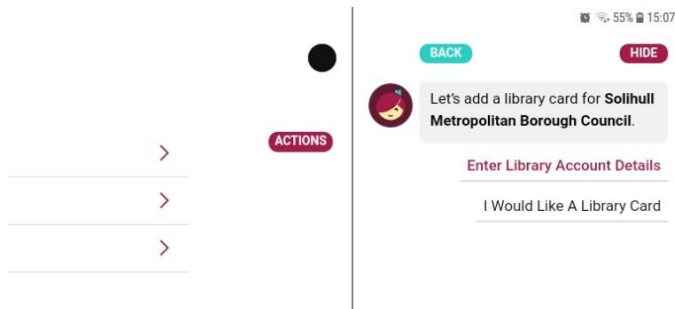 ACTIONS
55% 15:07
BACK
HIDE
Let's add a library card for Solihull
Metropolitan Borough Council.
Enter Library Account Details
I Would Like A Library Card